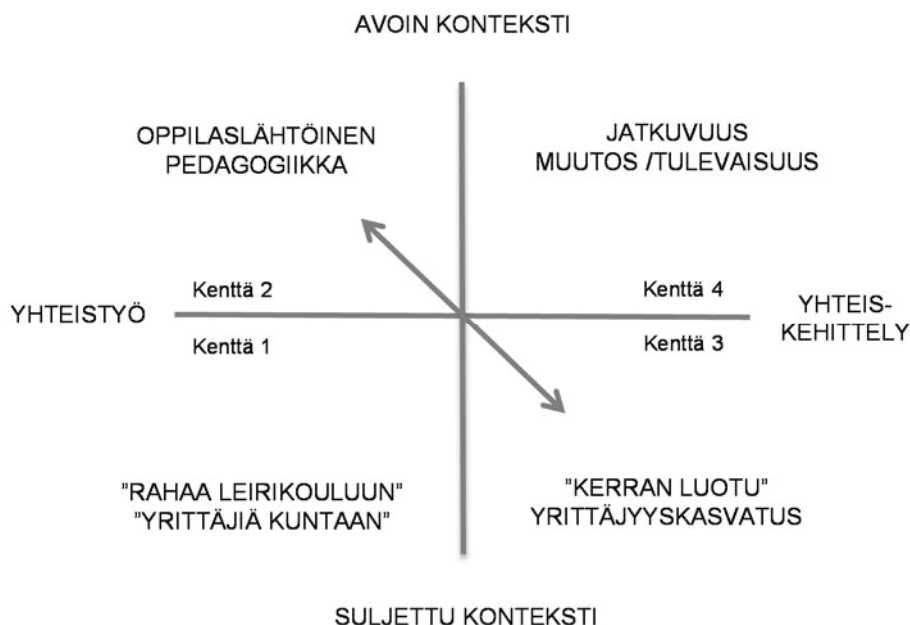 AVOIN KONTEKSTI
OPPILASLÄHTÖINEN
PEDAGOGIIKKA
JATKUVUUS
MUUTOS /TULEVAISUUS
Kenttä 2
Kenttä 4
YHTEISTYÖ
YHTEIS-
KEHITTELY
Kenttä 1
Kenttä 3
"RAHAA LEIRIKOULUUN"
"YRITTÄJIÄ KUNTAAN"
"KERRAN LUOTU"
YRITTÄJYYSKASVATUS
SULJETTU KONTEKSTI